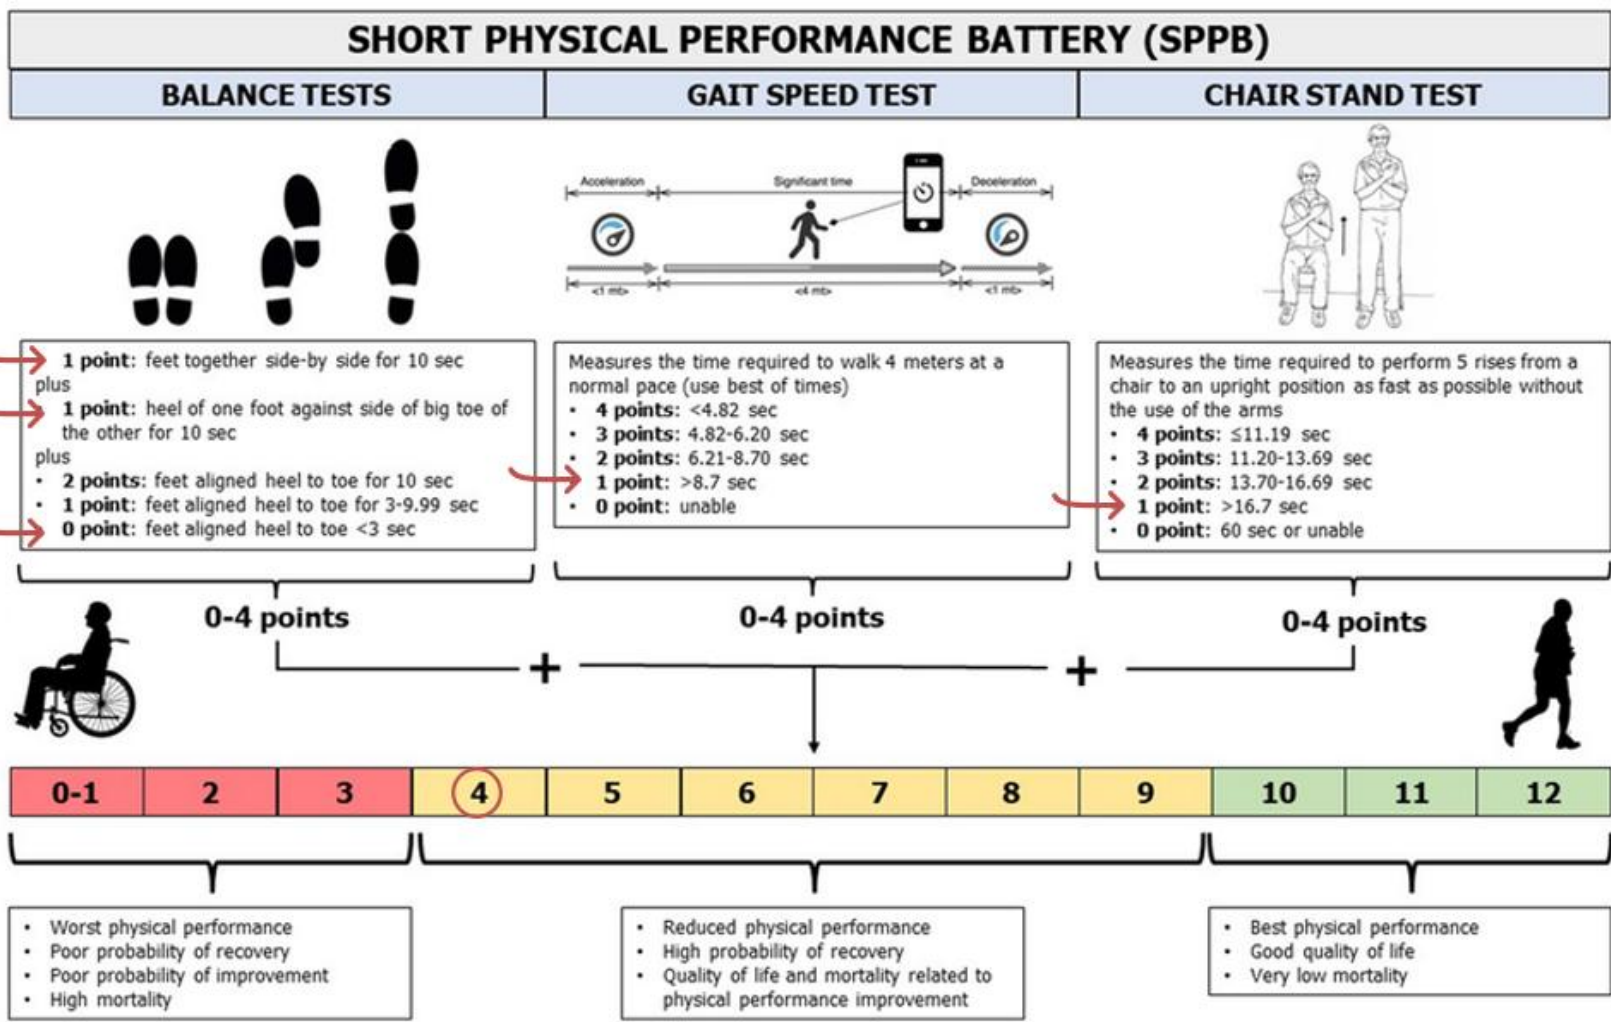 SHORT PHYSICAL PERFORMANCE BATTERY (SPPB)
BALANCE TESTS
GAIT SPEED TEST
CHAIR STAND TEST
Acceleration
Significant time
Deceleration
<1 mt>
<4 mt>
<1 mt>
1 point: feet together side-by side for 10 sec
plus
1 point: heel of one foot against side of big toe of
the other for 10 sec
plus
• 2 points: feet aligned heel to toe for 10 sec
• 1 point: feet aligned heel to toe for 3-9.99 sec
0 point: feet aligned heel to toe <3 sec
Measures the time required to walk 4 meters at a
normal pace (use best of times)
• 4 points: <4.82 sec
• 3 points: 4.82-6.20 sec
• 2 points: 6.21-8.70 sec
1 point: >8.7 sec
• 0 point: unable
Measures the time required to perform 5 rises from a
chair to an upright position as fast as possible without
the use of the arms
• 4 points: ≤11.19 sec
• 3 points: 11.20-13.69 sec
• 2 points: 13.70-16.69 sec
1 point: >16.7 sec
• 0 point: 60 sec or unable
0-4 points
0-4 points
0-4 points
+
+
0-1
2
3
4
5
6
7
8
9
10
11
12
• Worst physical performance
• Poor probability of recovery
• Poor probability of improvement
• High mortality
• Reduced physical performance
• High probability of recovery
• Quality of life and mortality related to
physical performance improvement
• Best physical performance
• Good quality of life
• Very low mortality